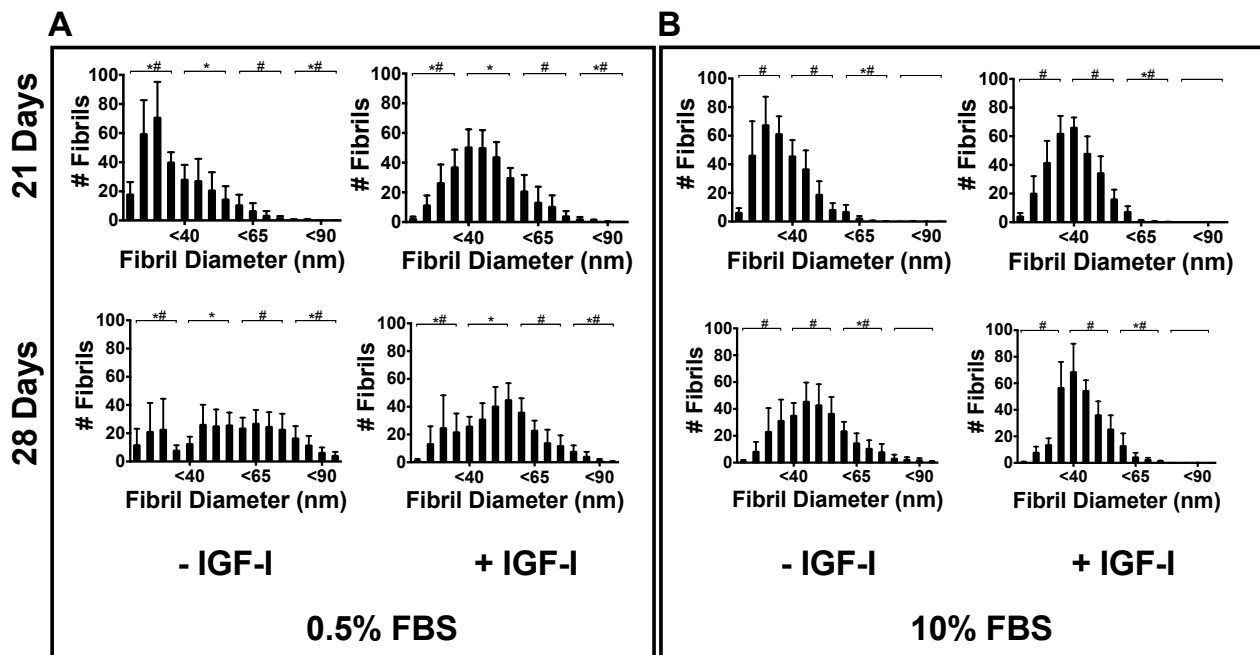 A
B
21 Days
*# * # *#
100
80
60
40
20
0
# Fibrils
<40 <65 <90
Fibril Diameter (nm)
*# * # *#
100
80
60
40
20
0
# Fibrils
<40 <65 <90
Fibril Diameter (nm)
# # *#
100
80
60
40
20
0
# Fibrils
<40 <65 <90
Fibril Diameter (nm)
# # *#
100
80
60
40
20
0
# Fibrils
<40 <65 <90
Fibril Diameter (nm)
28 Days
*# * # *#
100
80
60
40
20
0
# Fibrils
<40 <65 <90
Fibril Diameter (nm)
*# * # *#
100
80
60
40
20
0
# Fibrils
<40 <65 <90
Fibril Diameter (nm)
# # *#
100
80
60
40
20
0
# Fibrils
<40 <65 <90
Fibril Diameter (nm)
# # *#
100
80
60
40
20
0
# Fibrils
<40 <65 <90
Fibril Diameter (nm)
- IGF-I
+ IGF-I
- IGF-I
+ IGF-I
0.5% FBS
10% FBS